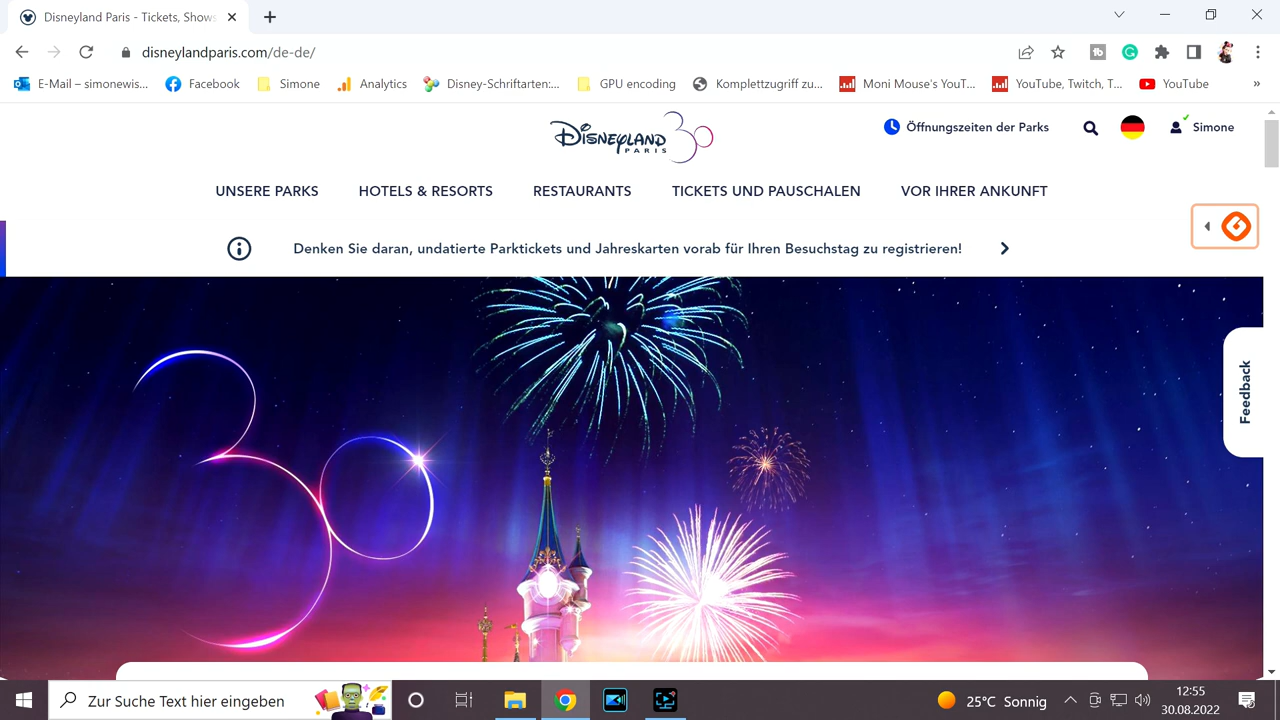 Disneyland Paris - Tickets, Shows
disneylandparis.com/de-de/
E-Mail – simonewis...
Facebook
Simone
Analytics
Disney-Schriftarten:...
GPU encoding
Komplettzugriff zu...
Moni Mouse's YouT...
YouTube, Twitch, T...
YouTube
»
Disneyland 30
PARIS
Öffnungszeiten der Parks
Simone
UNSERE PARKS
HOTELS & RESORTS
RESTAURANTS
TICKETS UND PAUSCHALEN
VOR IHRER ANKUNFT
Denken Sie daran, undatierte Parktickets und Jahreskarten vorab für Ihren Besuchstag zu registrieren!
30
Feedback
Zur Suche Text hier eingeben
25°C Sonnig
12:55
30.08.2022